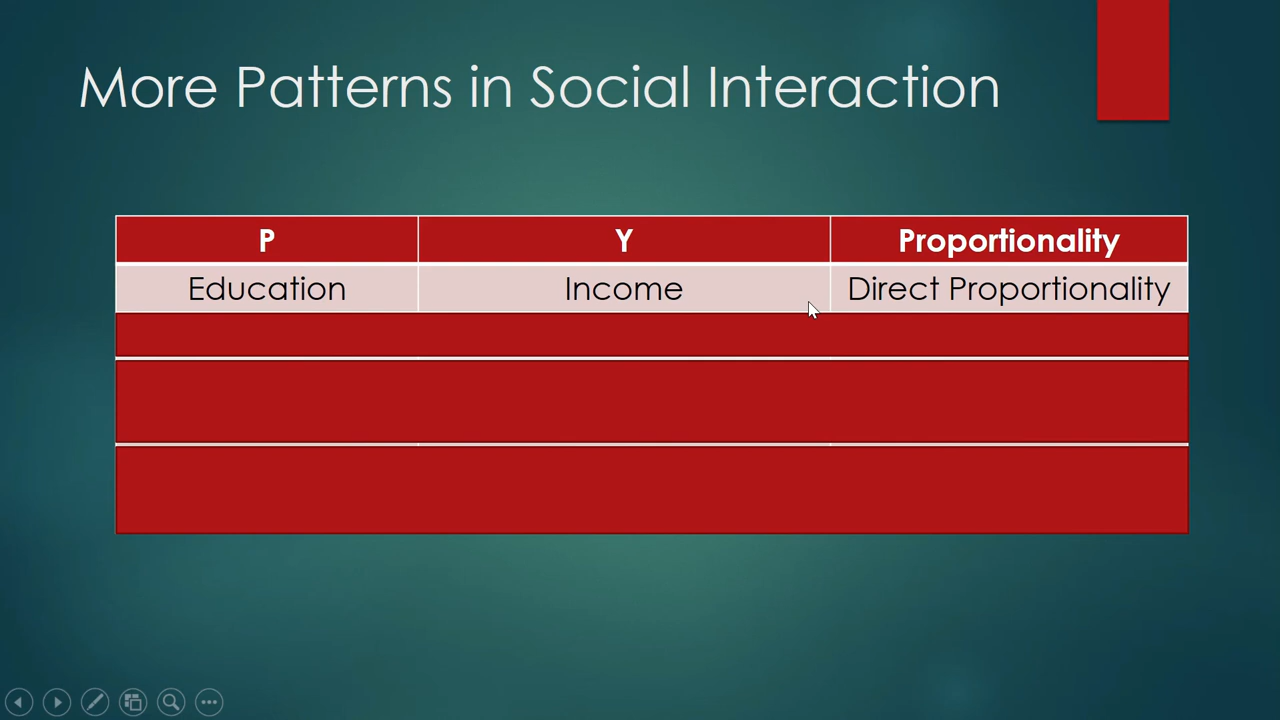 More Patterns in Social Interaction
P Y Proportionality
Education Income Direct Proportionality